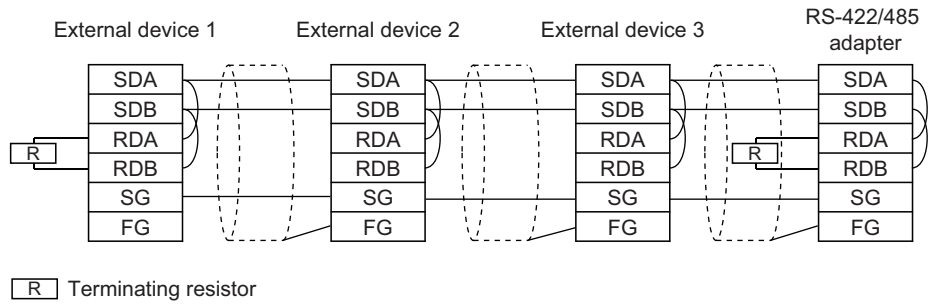 External device 1
External device 2
External device 3
RS-422/485
adapter
SDA
SDB
RDA
RDB
SG
FG
SDA
SDB
RDA
RDB
SG
FG
SDA
SDB
RDA
RDB
SG
FG
SDA
SDB
RDA
RDB
SG
FG
R
R
R Terminating resistor